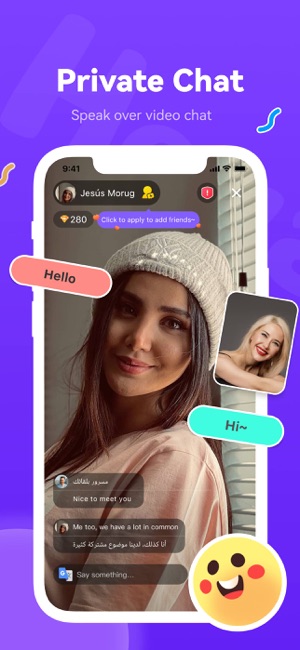 Private Chat
Speak over video chat
9:41
Jesús Morug
280
Click to apply to add friends~
Hello
Hi~
مسرور بلقائك
Nice to meet you
Me too, we have a lot in common
أنا كذلك، لدينا موضوع مشتركة كثيرة
Say something...